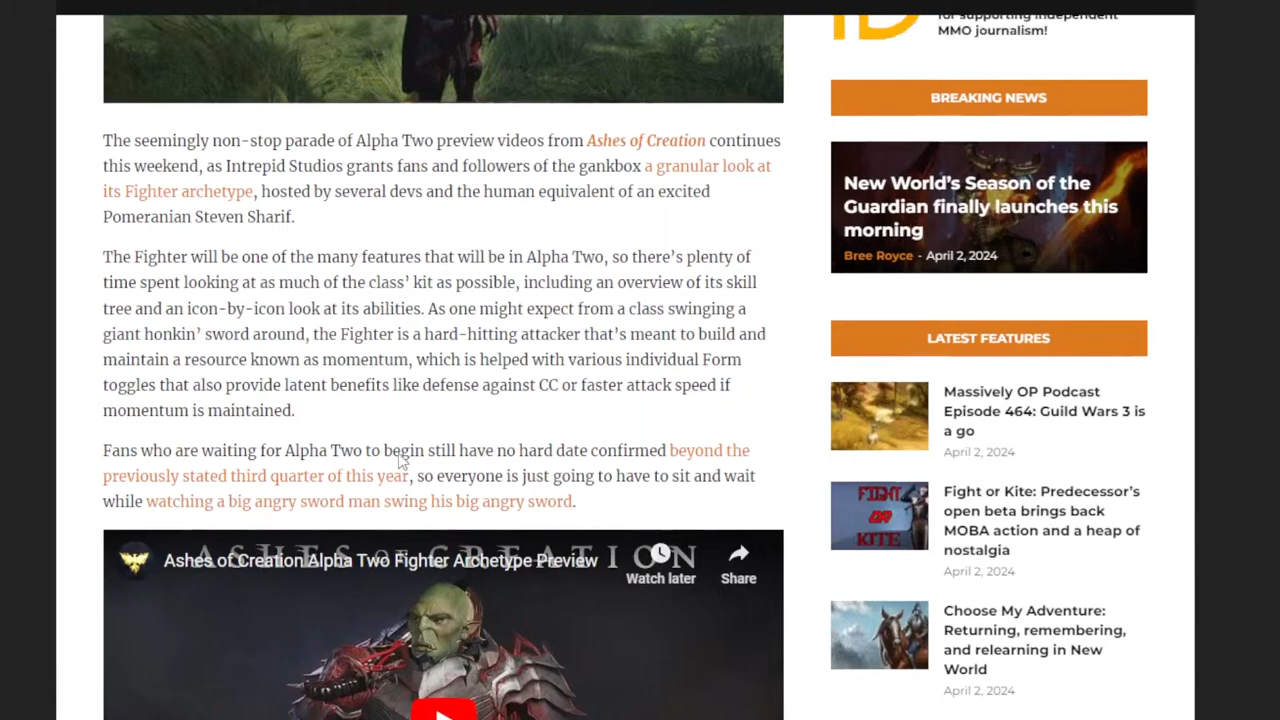 The seemingly non-stop parade of Alpha Two preview videos from Ashes of Creation continues
this weekend, as Intrepid Studios grants fans and followers of the gankbox a granular look at
its Fighter archetype, hosted by several devs and the human equivalent of an excited
Pomeranian Steven Sharif.
The Fighter will be one of the many features that will be in Alpha Two, so there's plenty of
time spent looking at as much of the class' kit as possible, including an overview of its skill
tree and an icon-by-icon look at its abilities. As one might expect from a class swinging a
giant honkin' sword around, the Fighter is a hard-hitting attacker that's meant to build and
maintain a resource known as momentum, which is helped with various individual Form
toggles that also provide latent benefits like defense against CC or faster attack speed if
momentum is maintained.
Fans who are waiting for Alpha Two to begin still have no hard date confirmed beyond the
previously stated third quarter of this year, so everyone is just going to have to sit and wait
while watching a big angry sword man swing his big angry sword.
ASHES OF CREATION
Ashes of Creation Alpha Two Fighter Archetype Preview
Watch later
Share
for supporting independent
MMO journalism!
BREAKING NEWS
New World's Season of the
Guardian finally launches this
morning
Bree Royce - April 2, 2024
LATEST FEATURES
Massively OP Podcast
Episode 464: Guild Wars 3 is
a go
April 2, 2024
FIGHT
OR
KITE
Fight or Kite: Predecessor's
open beta brings back
MOBA action and a heap of
nostalgia
April 2, 2024
Choose My Adventure:
Returning, remembering,
and relearning in New
World
April 2, 2024